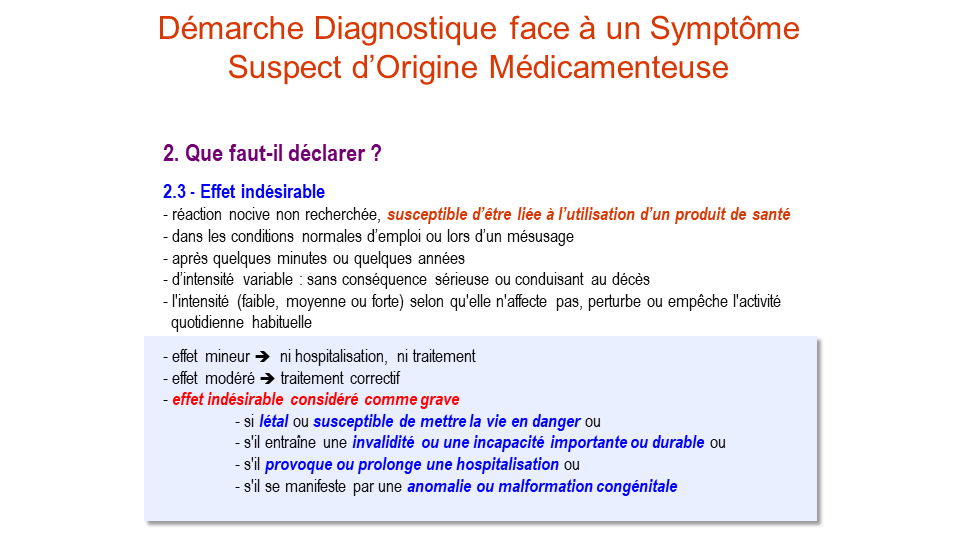 Démarche Diagnostique face à un Symptôme
Suspect d’Origine Médicamenteuse
2. Que faut-il déclarer ?
2.3 - Effet indésirable
- réaction nocive non recherchée, susceptible d’être liée à l’utilisation d’un produit de santé
- dans les conditions normales d’emploi ou lors d’un mésusage
- après quelques minutes ou quelques années
- d’intensité variable : sans conséquence sérieuse ou conduisant au décès
- l'intensité (faible, moyenne ou forte) selon qu'elle n'affecte pas, perturbe ou empêche l'activité
quotidienne habituelle
- effet mineur ➔ ni hospitalisation, ni traitement
- effet modéré ➔ traitement correctif
- effet indésirable considéré comme grave
- si létal ou susceptible de mettre la vie en danger ou
- s'il entraîne une invalidité ou une incapacité importante ou durable ou
- s'il provoque ou prolonge une hospitalisation ou
- s'il se manifeste par une anomalie ou malformation congénitale